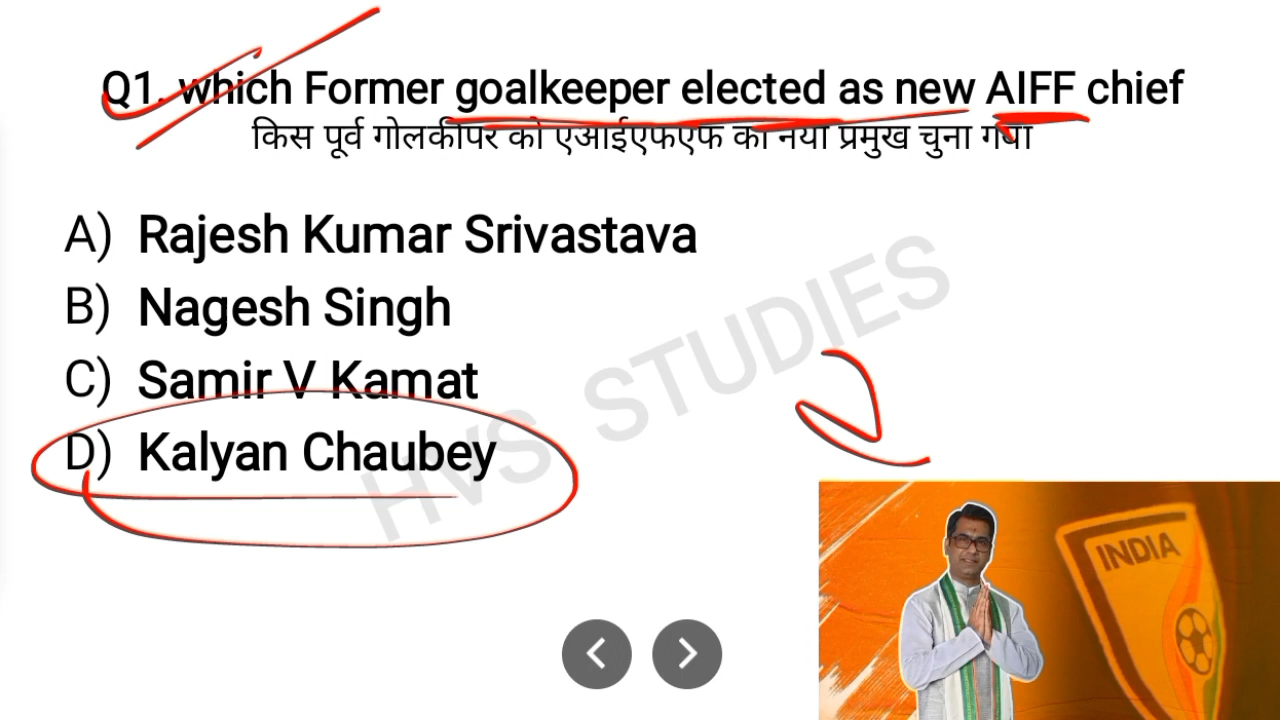 Q1. which Former goalkeeper elected as new AIFF chief
किस पूर्व गोलकीपर को एआईएफएफ का नया प्रमुख चुना गया
A) Rajesh Kumar Srivastava
B) Nagesh Singh
C) Samir V Kamat
D) Kalyan Chaubey
HVS STUDIES
INDIA